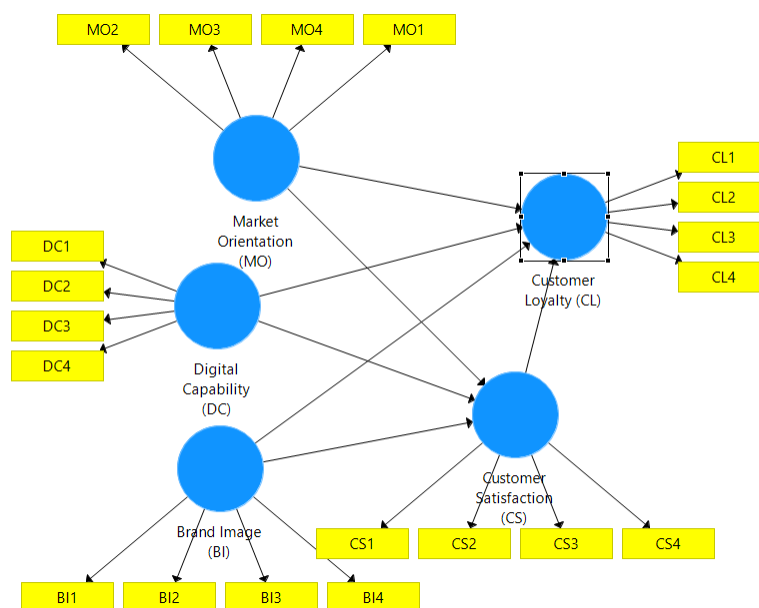 MO2
MO3
MO4
MO1
Market
Orientation
(MO)
CL1
CL2
CL3
CL4
Customer
Loyalty (CL)
DC1
DC2
DC3
DC4
Digital
Capability
(DC)
Customer
Satisfaction
(CS)
Brand Image
(BI)
CS1
CS2
CS3
CS4
BI1
BI2
BI3
BI4